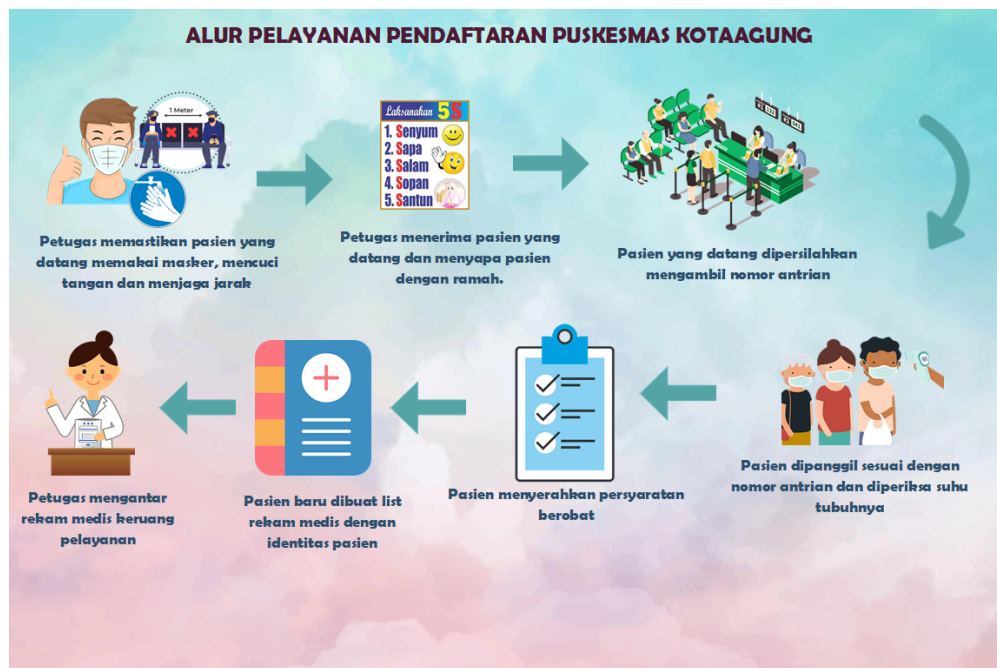 ALUR PELAYANAN PENDAFTARAN PUSKESMAS KOTAAGUNG
1 Meter
Laksanakan 5S
1. Senyum
2. Sapa
3. Salam
4. Sopan
5. Santun
Petugas memastikan pasien yang
datang memakai masker, mencuci
tangan dan menjaga jarak
Petugas menerima pasien yang
datang dan menyapa pasien
dengan ramah.
Pasien yang datang dipersilahkan
mengambil nomor antrian
Pasien dipanggil sesuai dengan
nomor antrian dan diperiksa suhu
tubuhnya
Pasien menyerahkan persyaratan
berobat
Pasien baru dibuat list
rekam medis dengan
identitas pasien
Petugas mengantar
rekam medis keruang
pelayanan